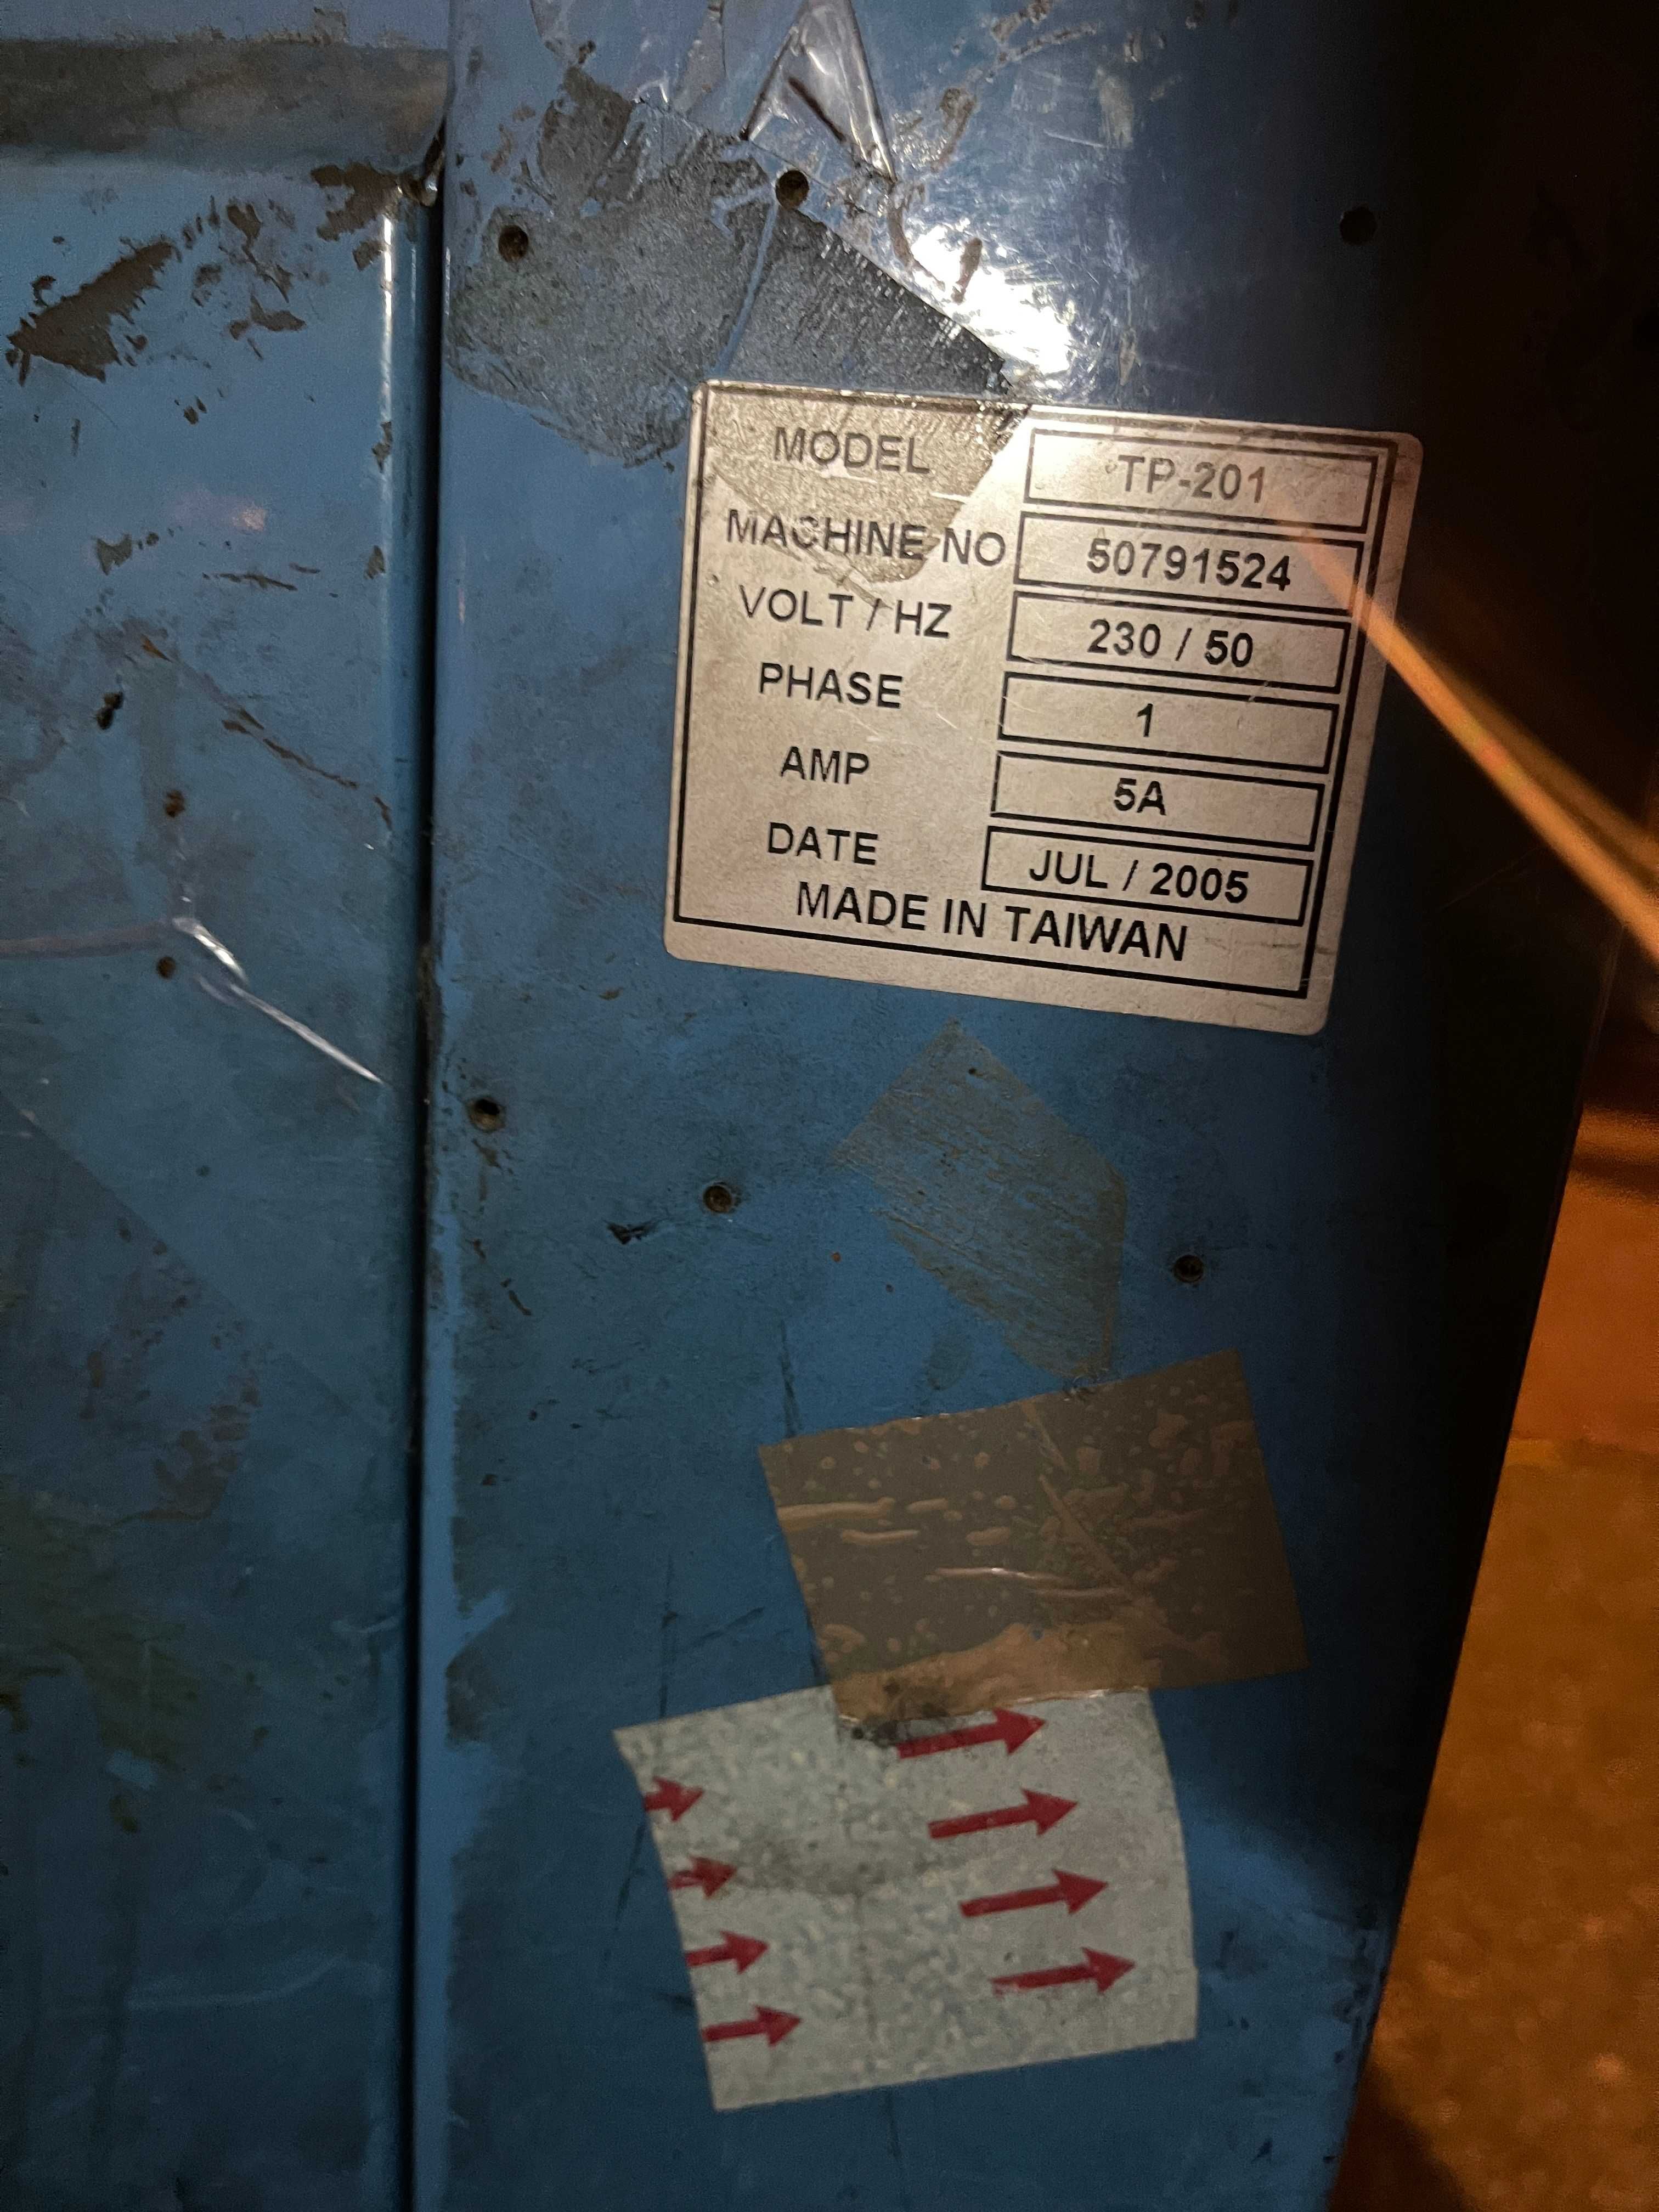 MODEL TP-201
MACHINE NO 50791524
VOLT / HZ 230 / 50
PHASE 1
AMP 5A
DATE JUL / 2005
MADE IN TAIWAN